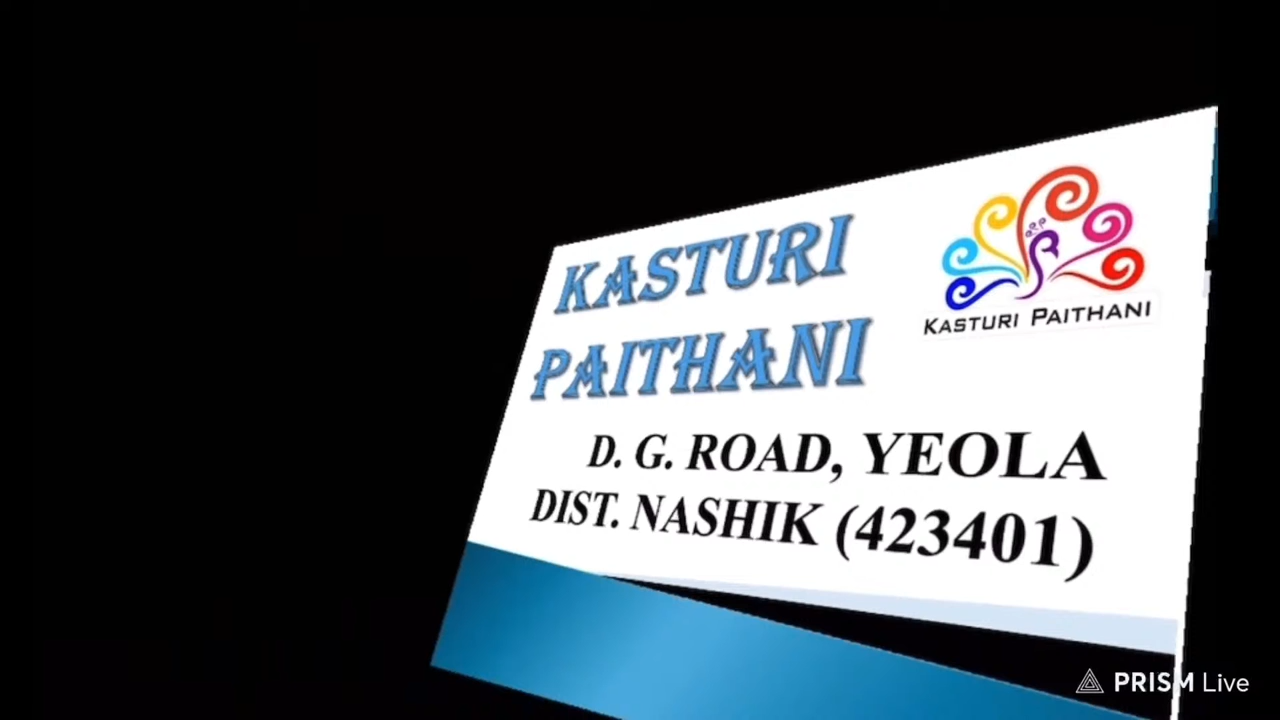 KASTURI
PAITHANI
KASTURI PAITHANI
D. G. ROAD, YEOLA
DIST. NASHIK (423401)
PRISM Live